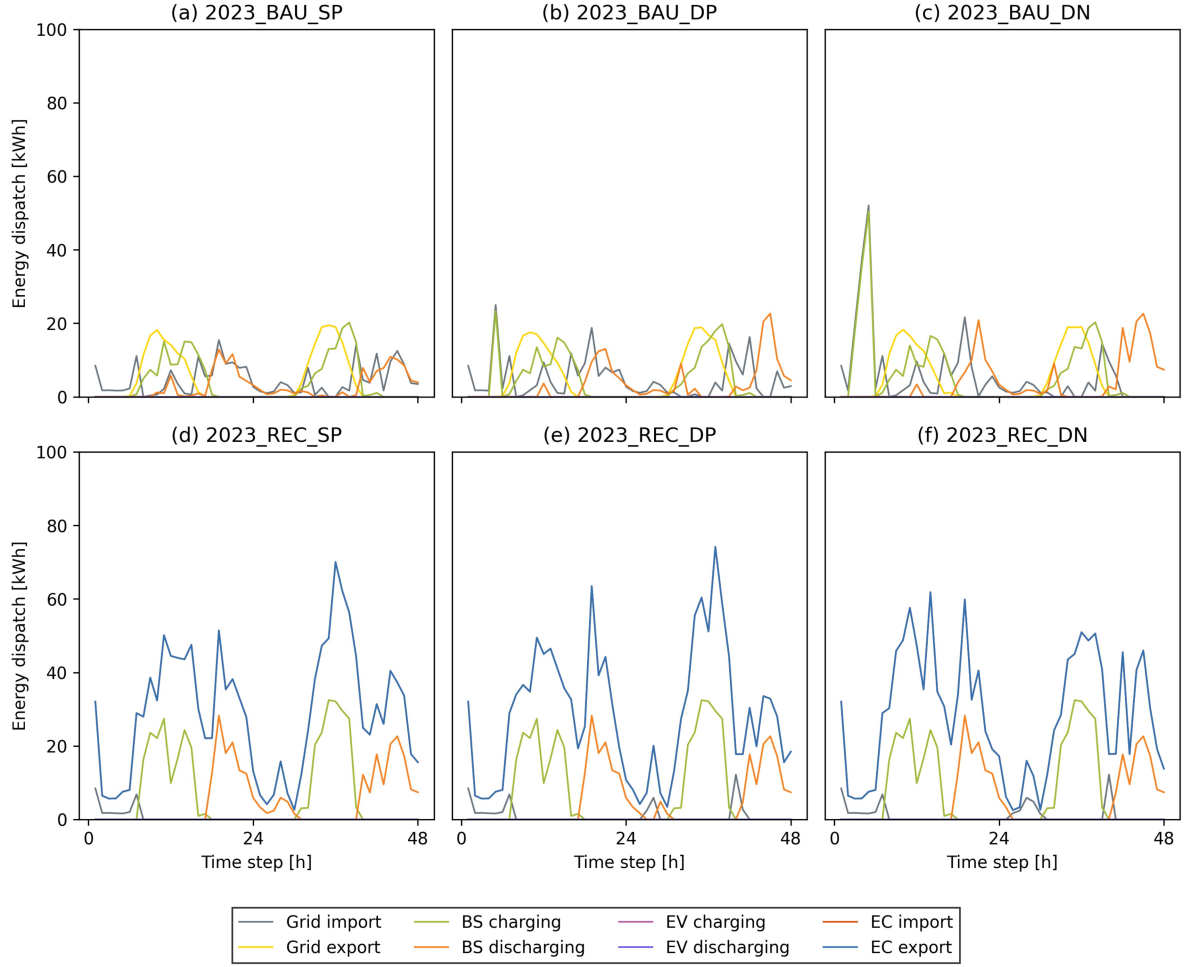 (a) 2023_BAU_SP
(b) 2023_BAU_DP
(c) 2023_BAU_DN
100
80
60
40
20
0
Energy dispatch [kWh]
(d) 2023_REC_SP
(e) 2023_REC_DP
(f) 2023_REC_DN
100
80
60
40
20
0
Energy dispatch [kWh]
0 24 48
0 24 48
0 24 48
Time step [h]
Time step [h]
Time step [h]
Grid import BS charging EV charging EC import
Grid export BS discharging EV discharging EC export